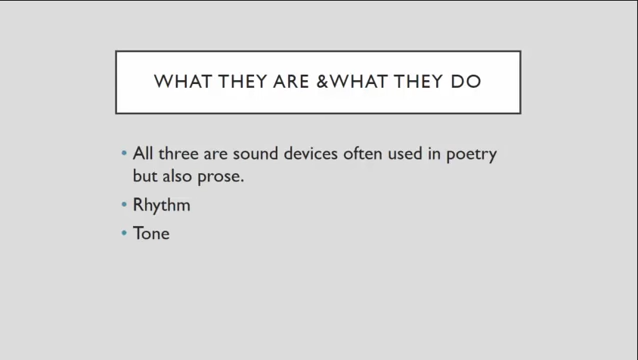 WHAT THEY ARE &WHAT THEY DO
• All three are sound devices often used in poetry
but also prose.
• Rhythm
• Tone